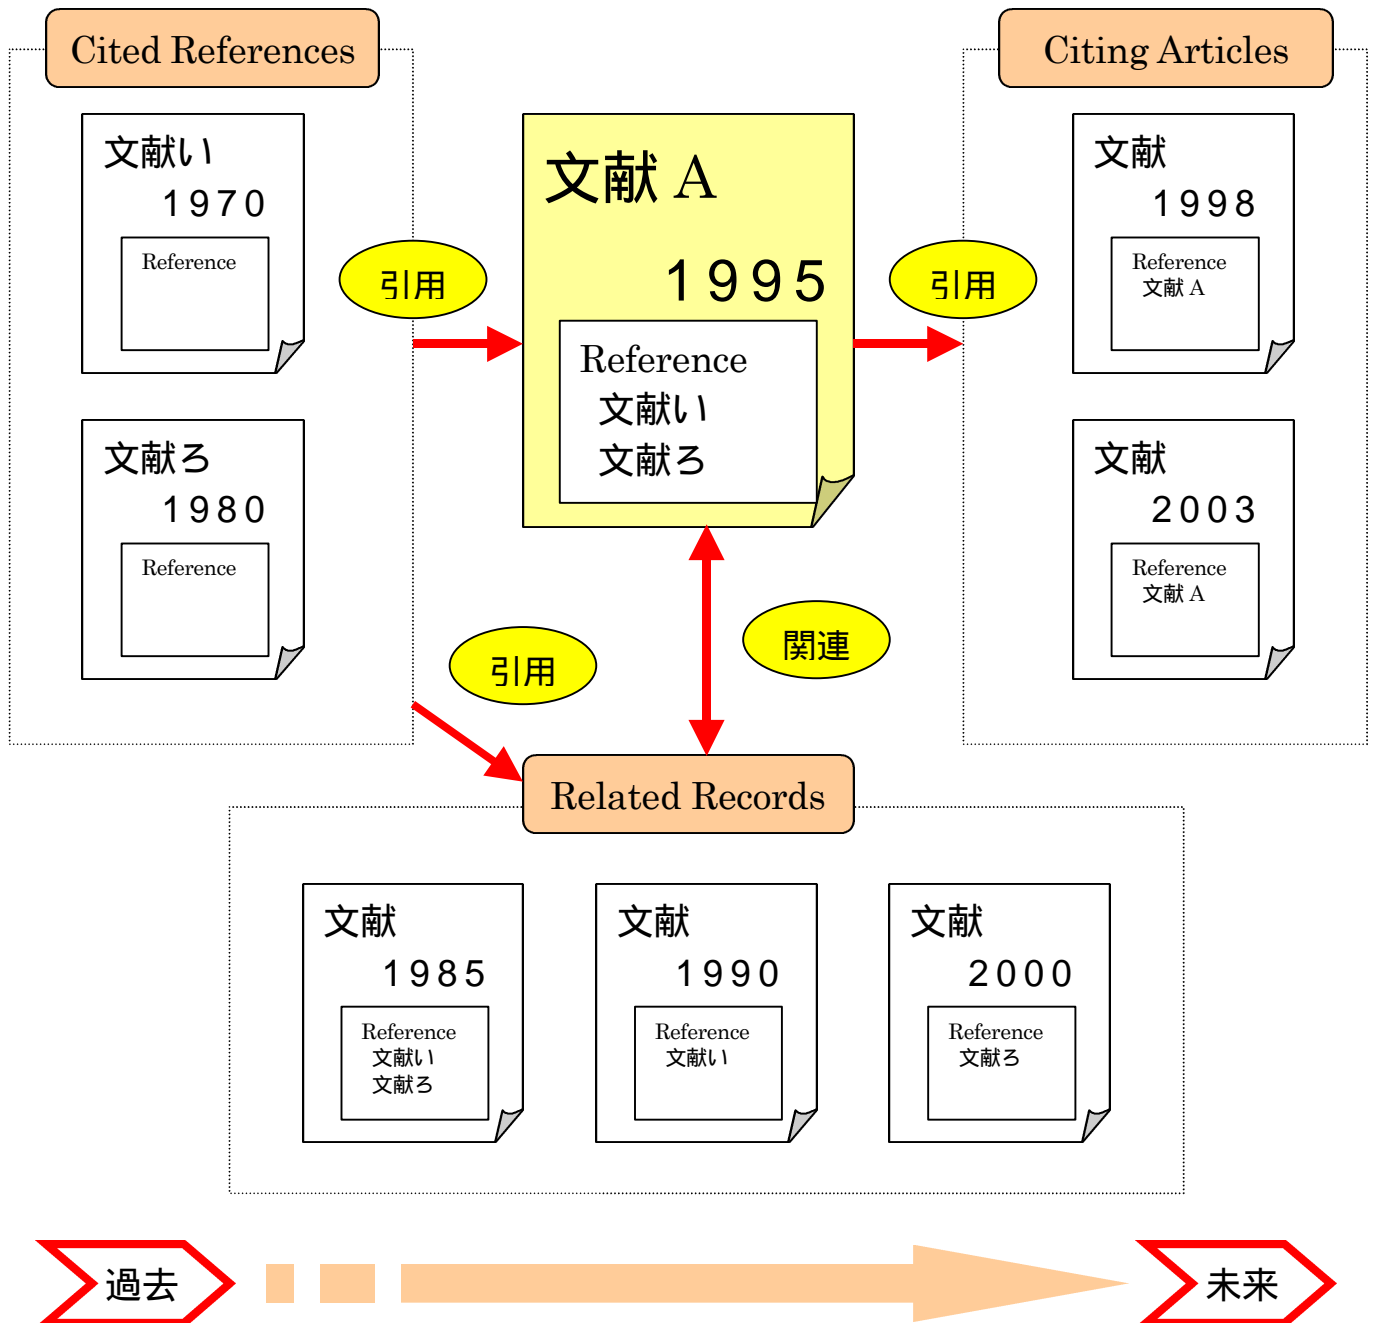 Cited References
文献い
1970
Reference
文献ろ
1980
Reference
引用
文献 A
1995
Reference
文献い
文献ろ
引用
Citing Articles
文献
1998
Reference
文献 A
文献
2003
Reference
文献 A
引用
関連
Related Records
文献
1985
Reference
文献い
文献ろ
文献
1990
Reference
文献い
文献
2000
Reference
文献ろ
過去
未来